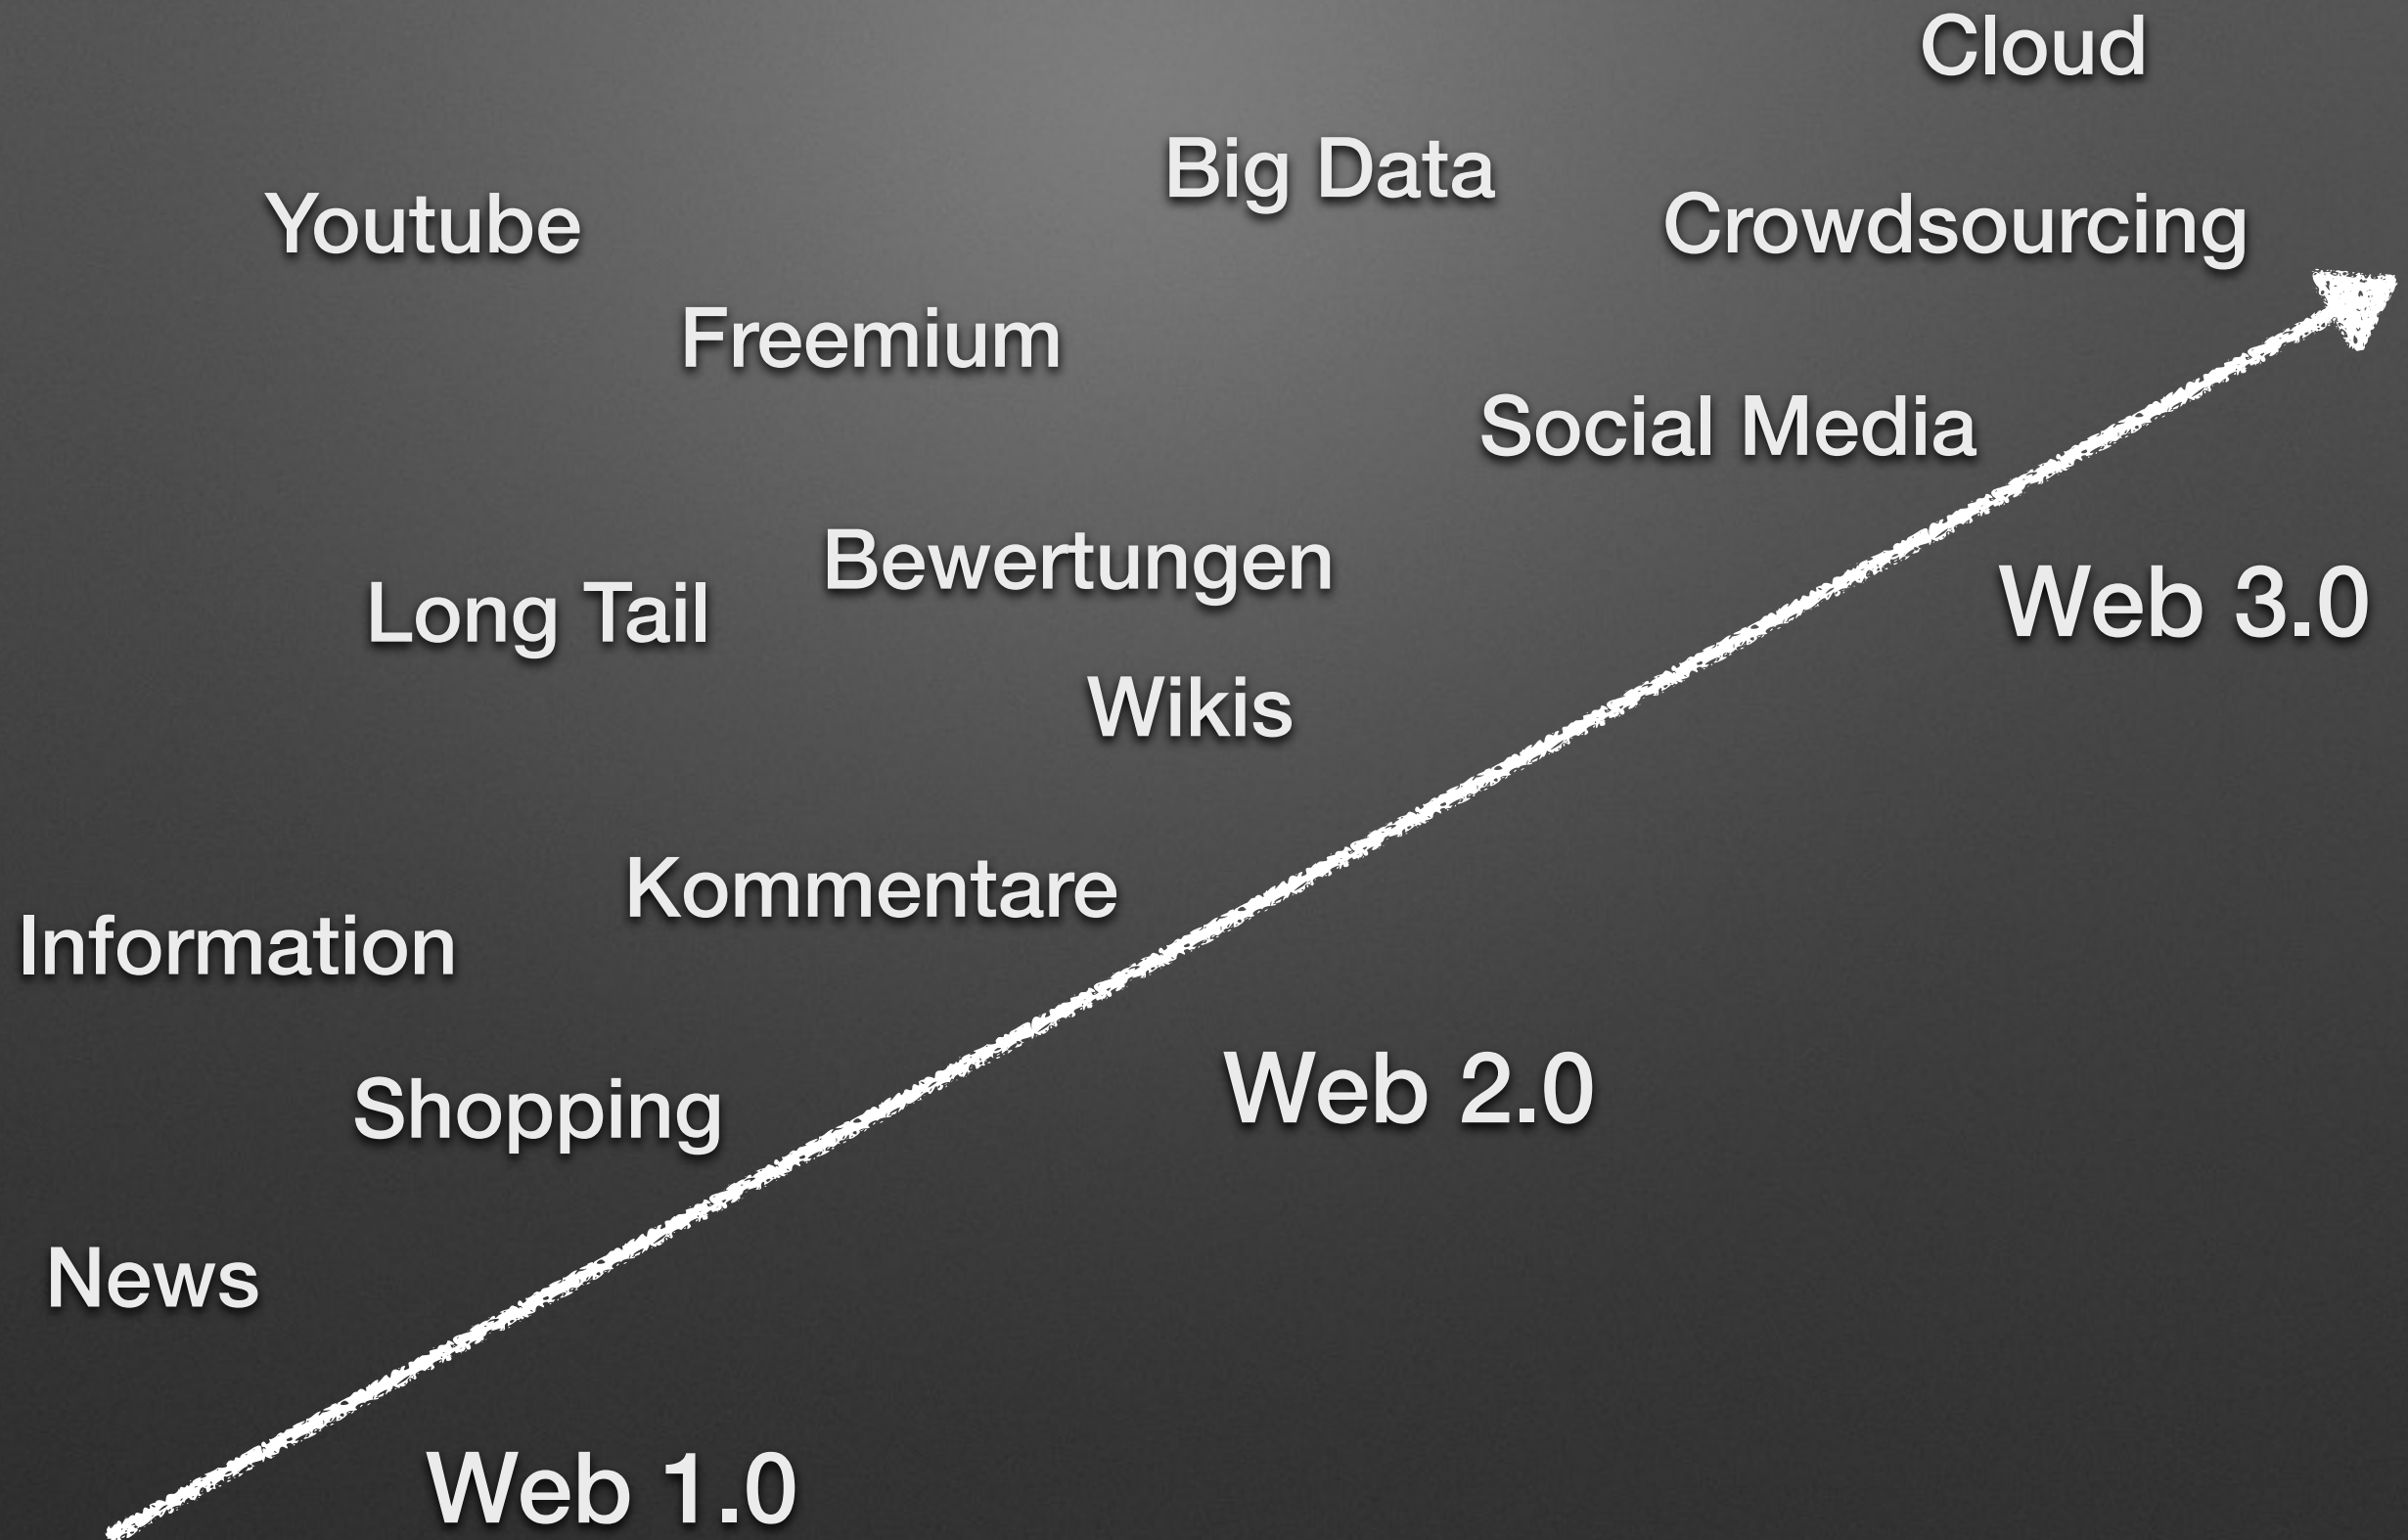 Cloud
Big Data
Youtube
Crowdsourcing
Freemium
Social Media
Bewertungen
Long Tail
Web 3.0
Wikis
Kommentare
Information
Web 2.0
Shopping
News
Web 1.0